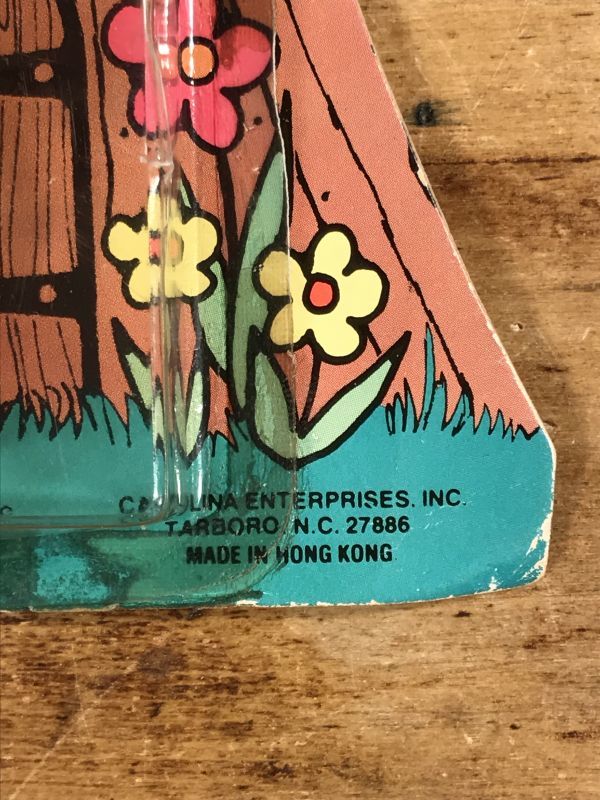 CAROLINA ENTERPRISES. INC.
TARBORO, N.C. 27886
MADE IN HONG KONG